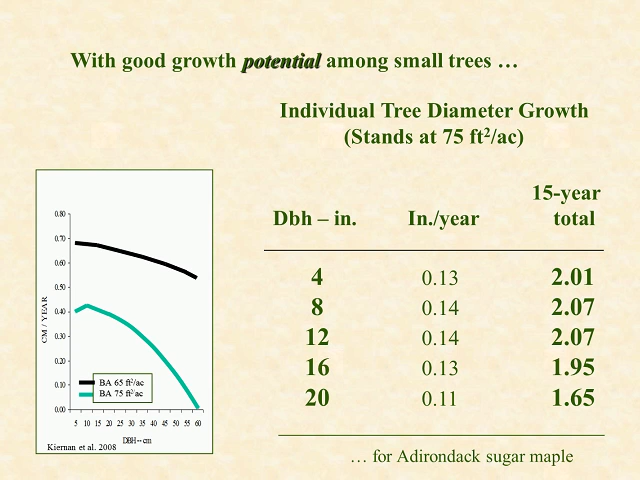 With good growth potential among small trees …
Individual Tree Diameter Growth
(Stands at 75 ft²/ac)
15-year
Dbh – in. In./year total
4 0.13 2.01
8 0.14 2.07
12 0.14 2.07
16 0.13 1.95
20 0.11 1.65
… for Adirondack sugar maple
CM / YEAR
0.80
0.70
0.60
0.50
0.40
0.30
0.20
0.10
0.00
BA 65 ft²/ac
BA 75 ft²/ac
5 10 15 20 25 30 35 40 45 50 55 60
DBH -- cm
Kiernan et al. 2008